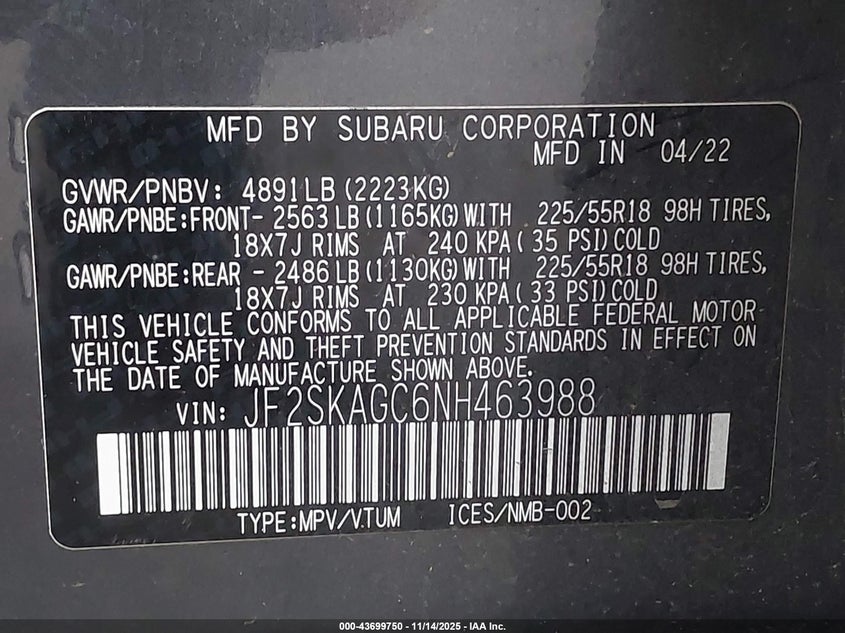 MFD BY SUBARU CORPORATION
MFD IN 04/22
GVWR/PNBV: 4891LB (2223KG)
GAWR/PNBE:FRONT- 2563 LB (1165KG) WITH 225/55R18 98H TIRES,
18X7J RIMS AT 240 KPA( 35 PSI) COLD
GAWR/PNBE:REAR - 2486 LB (1130KG) WITH 225/55R18 98H TIRES,
18X7J RIMS AT 230 KPA( 33 PSI) COLD
THIS VEHICLE CONFORMS TO ALL APPLICABLE FEDERAL MOTOR
VEHICLE SAFETY AND THEFT PREVENTION STANDARDS IN EFFECT ON
THE DATE OF MANUFACTURE SHOWN ABOVE.
VIN: JF2SKAGC6NH463988
TYPE:MPV/V.TUM ICES/NMB-002
000-43699750 - 11/14/2025 - IAA Inc.